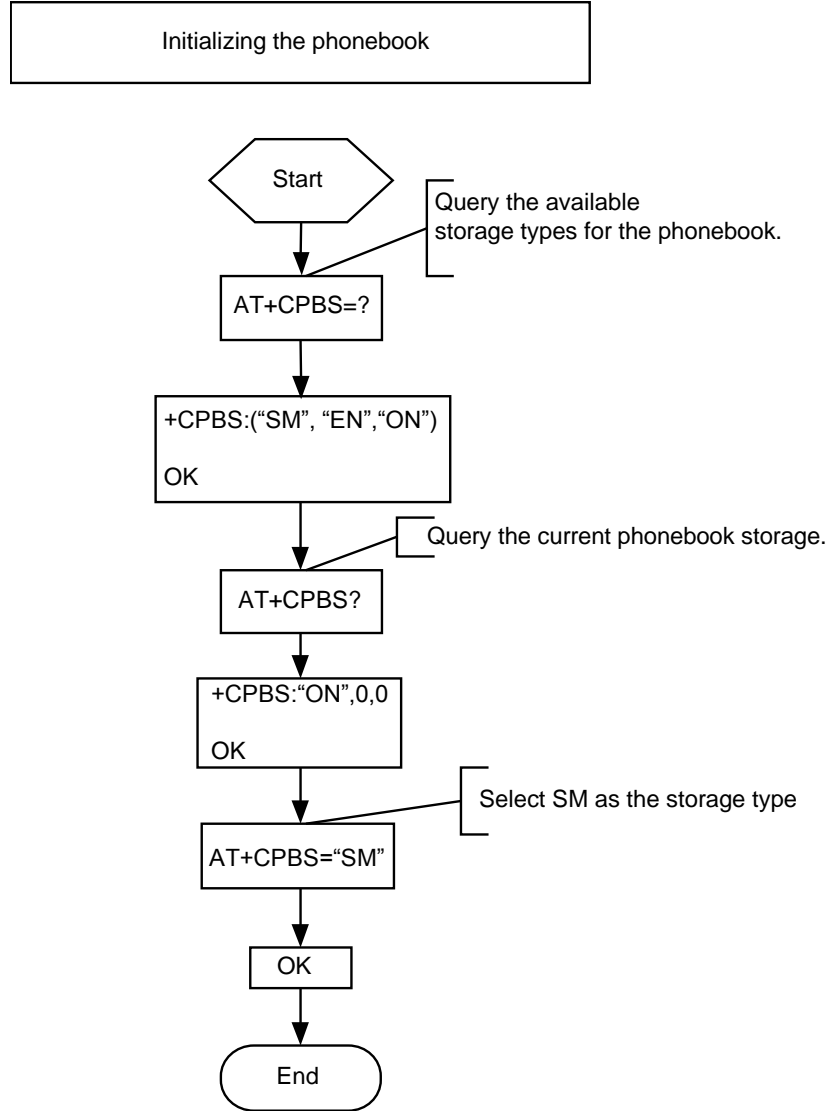 Initializing the phonebook
Start
Query the available
storage types for the phonebook.
AT+CPBS=?
+CPBS:(“SM”, “EN”,“ON”)
OK
Query the current phonebook storage.
AT+CPBS?
+CPBS:“ON”,0,0
OK
Select SM as the storage type
AT+CPBS=“SM”
OK
End